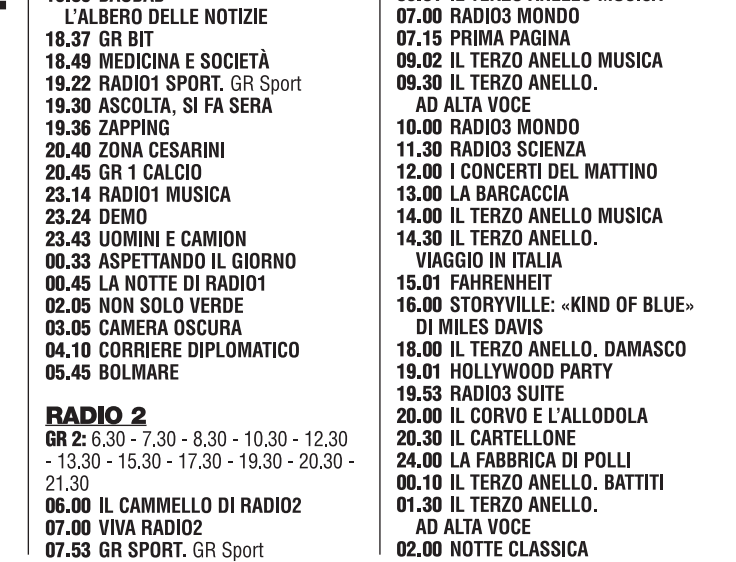 L'ALBERO DELLE NOTIZIE
18.37 GR BIT
18.49 MEDICINA E SOCIETÀ
19.22 RADIO1 SPORT. GR Sport
19.30 ASCOLTA, SI FA SERA
19.36 ZAPPING
20.40 ZONA CESARINI
20.45 GR 1 CALCIO
23.14 RADIO1 MUSICA
23.24 DEMO
23.43 UOMINI E CAMION
00.33 ASPETTANDO IL GIORNO
00.45 LA NOTTE DI RADIO1
02.05 NON SOLO VERDE
03.05 CAMERA OSCURA
04.10 CORRIERE DIPLOMATICO
05.45 BOLMARE
RADIO 2
GR 2: 6.30 - 7.30 - 8.30 - 10.30 - 12.30
- 13.30 - 15.30 - 17.30 - 19.30 - 20.30 -
21.30
06.00 IL CAMMELLO DI RADIO2
07.00 VIVA RADIO2
07.53 GR SPORT. GR Sport
07.00 RADIO3 MONDO
07.15 PRIMA PAGINA
09.02 IL TERZO ANELLO MUSICA
09.30 IL TERZO ANELLO.
AD ALTA VOCE
10.00 RADIO3 MONDO
11.30 RADIO3 SCIENZA
12.00 I CONCERTI DEL MATTINO
13.00 LA BARCACCIA
14.00 IL TERZO ANELLO MUSICA
14.30 IL TERZO ANELLO.
VIAGGIO IN ITALIA
15.01 FAHRENHEIT
16.00 STORYVILLE: «KIND OF BLUE»
DI MILES DAVIS
18.00 IL TERZO ANELLO. DAMASCO
19.01 HOLLYWOOD PARTY
19.53 RADIO3 SUITE
20.00 IL CORVO E L'ALLODOLA
20.30 IL CARTELLONE
24.00 LA FABBRICA DI POLLI
00.10 IL TERZO ANELLO. BATTITI
01.30 IL TERZO ANELLO.
AD ALTA VOCE
02.00 NOTTE CLASSICA